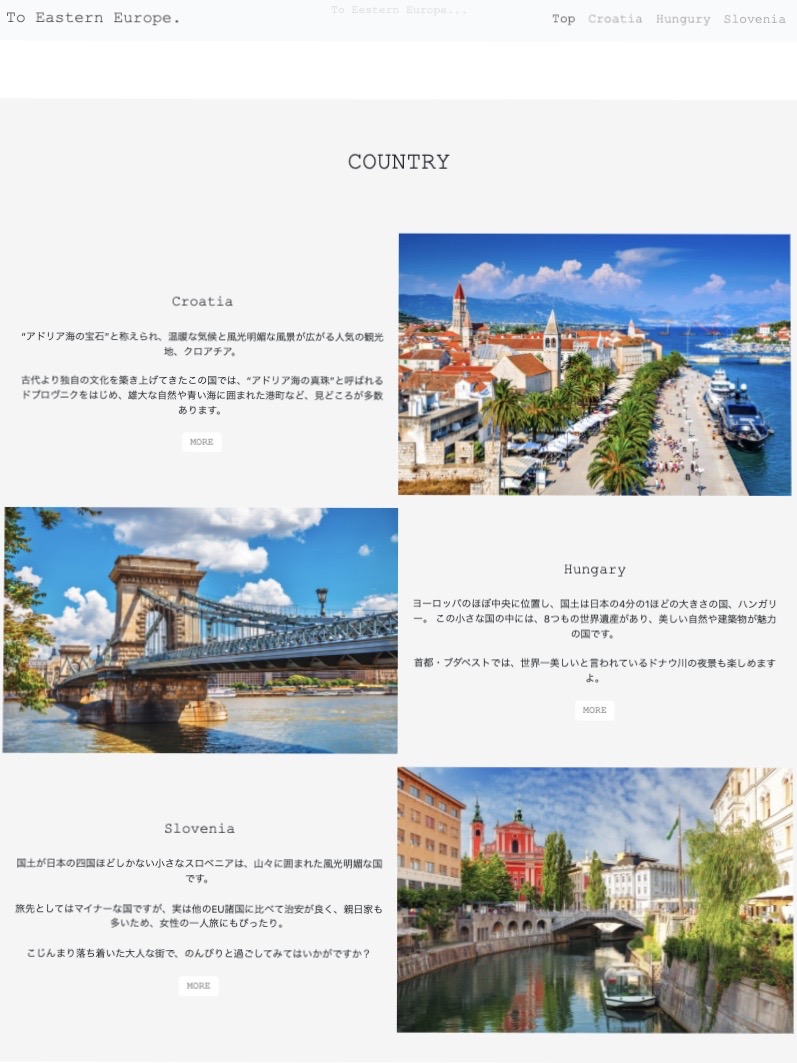 To Eastern Europe.
To Eestern Europe...
Top Croatia Hungury Slovenia
COUNTRY
Croatia
“アドリア海の宝石”と称えられ、温暖な気候と風光明媚な風景が広がる人気の観光
地、クロアチア。
古代より独自の文化を築き上げてきたこの国では、“アドリア海の真珠”と呼ばれる
ドブロヴニクをはじめ、雄大な自然や青い海に囲まれた港町など、見どころが多数
あります。
MORE
Hungary
ヨーロッパのほぼ中央に位置し、国土は日本の4分の1ほどの大きさの国、ハンガリ
ー。 この小さな国の中には、8つもの世界遺産があり、美しい自然や建築物が魅力
の国です。
首都・ブダペストでは、世界一美しいと言われているドナウ川の夜景も楽しめます
よ。
MORE
Slovenia
国土が日本の四国ほどしかない小さなスロベニアは、山々に囲まれた風光明媚な国
です。
旅先としてはマイナーな国ですが、実は他のEU諸国に比べて治安が良く、親日家も
多いため、女性の一人旅にもぴったり。
こじんまり落ち着いた大人な街で、のんびりと過ごしてみてはいかがですか？
MORE